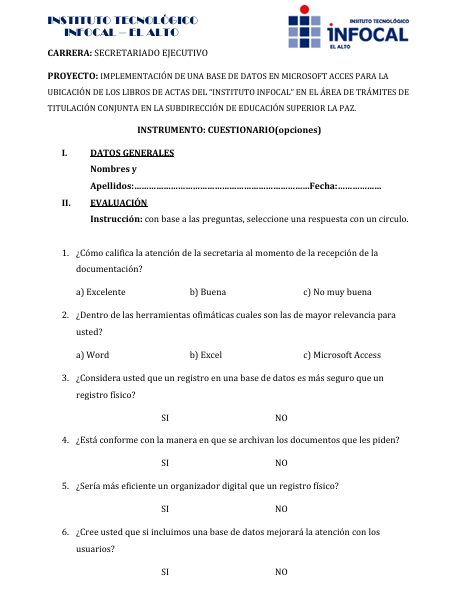 INSTITUTO TECNOLÓGICO
INFOCAL – EL ALTO
INSTITUTO TECNOLÓGICO
INFOCAL
EL ALTO
CARRERA: SECRETARIADO EJECUTIVO
PROYECTO: IMPLEMENTACIÓN DE UNA BASE DE DATOS EN MICROSOFT ACCES PARA LA
UBICACIÓN DE LOS LIBROS DE ACTAS DEL “INSTITUTO INFOCAL” EN EL ÁREA DE TRÁMITES DE
TITULACIÓN CONJUNTA EN LA SUBDIRECCIÓN DE EDUCACIÓN SUPERIOR LA PAZ.
INSTRUMENTO: CUESTIONARIO(opciones)
I. DATOS GENERALES
Nombres y
Apellidos:……………………………………………………Fecha:……………
II. EVALUACIÓN
Instrucción: con base a las preguntas, seleccione una respuesta con un circulo.
1. ¿Cómo califica la atención de la secretaria al momento de la recepción de la
documentación?
a) Excelente b) Buena c) No muy buena
2. ¿Dentro de las herramientas ofimáticas cuales son las de mayor relevancia para
usted?
a) Word b) Excel c) Microsoft Access
3. ¿Considera usted que un registro en una base de datos es más seguro que un
registro físico?
SI NO
4. ¿Está conforme con la manera en que se archivan los documentos que les piden?
SI NO
5. ¿Sería más eficiente un organizador digital que un registro físico?
SI NO
6. ¿Cree usted que si incluimos una base de datos mejorará la atención con los
usuarios?
SI NO